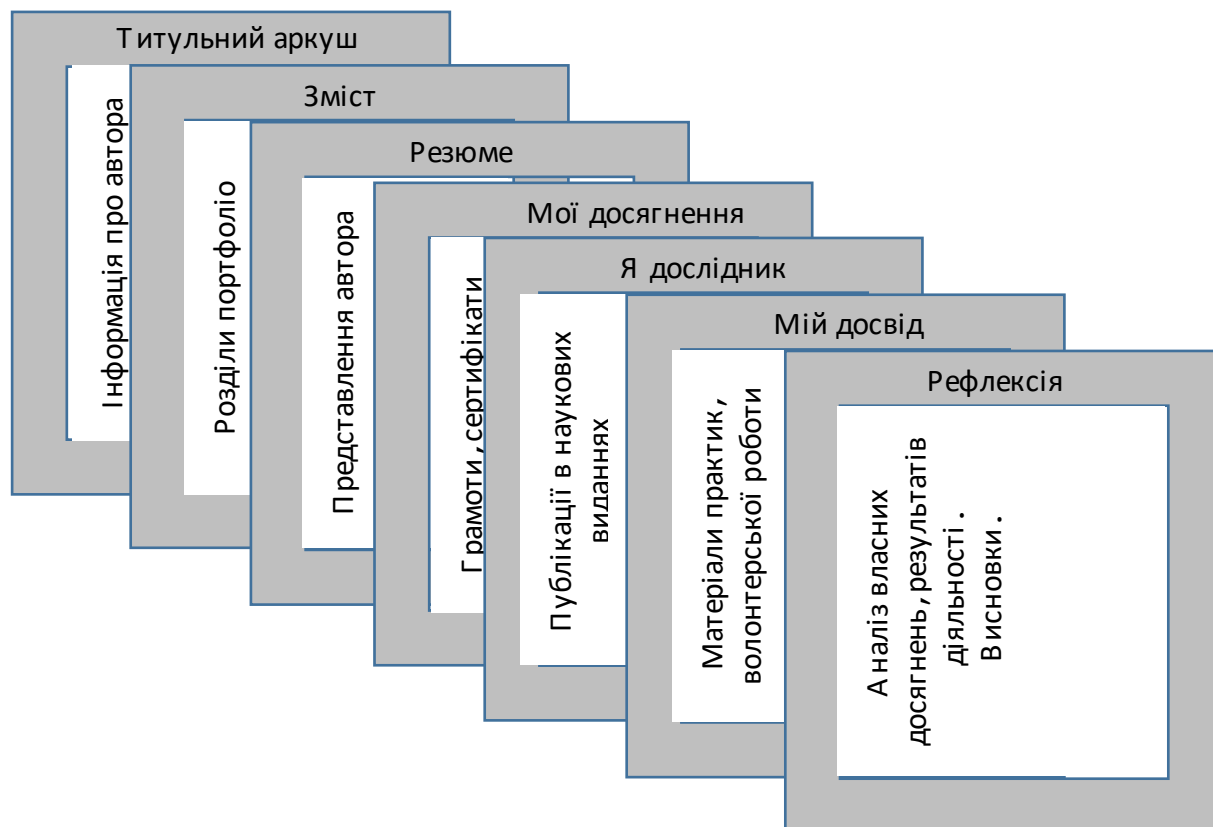 Титульний аркуш
Інформація про автора
Зміст
Розділи портфоліо
Резюме
Представлення автора
Мої досягнення
Грамоти,сертифікати
Я дослідник
Публікації в наукових
виданнях
Мій досвід
Матеріали практик,
волонтерської роботи
Рефлексія
Аналіз власних
досягнень,результатів
діяльності.
Висновки.